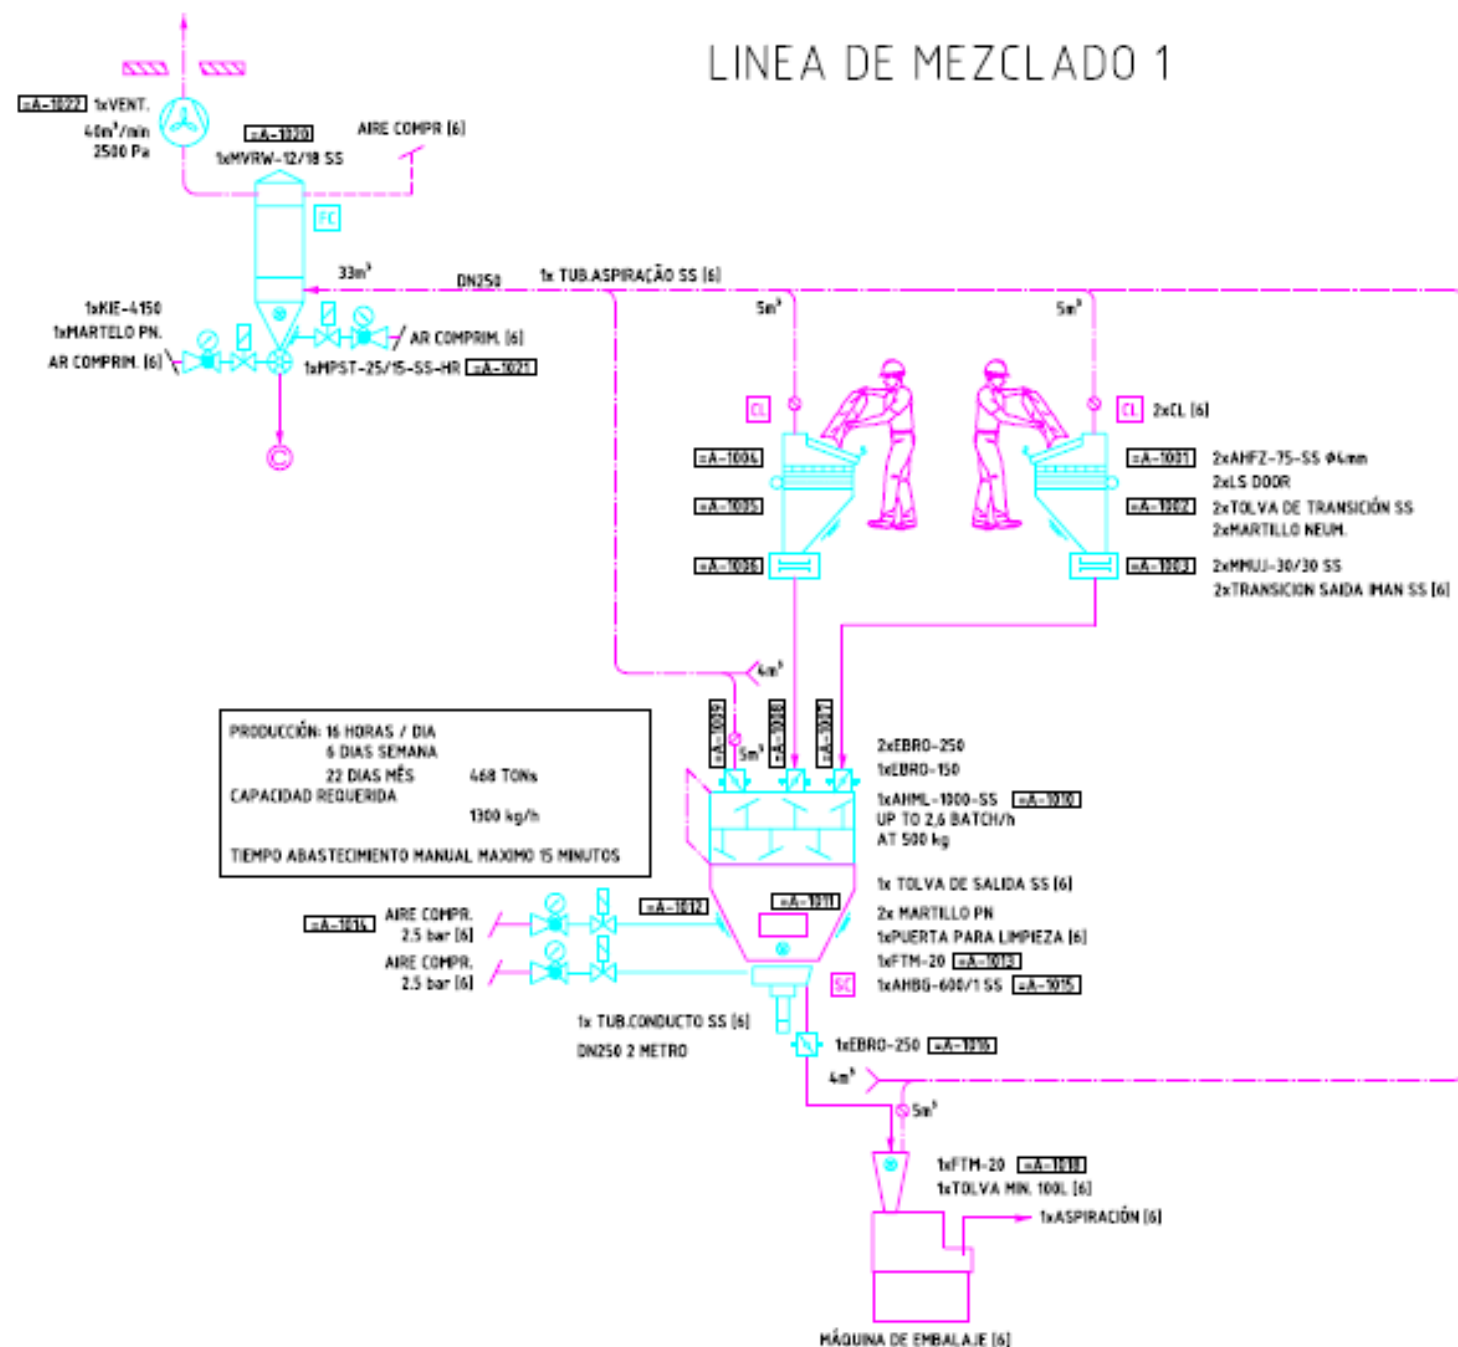 LINEA DE MEZCLADO 1
=A-1022 1xVENT.
40m³/min
2500 Pa
=A-1020
1xMVRW-12/18 SS
AIRE COMPR [6]
FC
33m³
DN250
1x TUB.ASPIRAÇÃO SS [6]
5m³
5m³
1xKIE-4150
1xMARTELO PN.
AR COMPRIM. [6]
AR COMPRIM. [6]
1xMPST-25/15-SS-HR =A-1021
C
CL
CL 2xCL [6]
=A-1004
=A-1005
=A-1006
=A-1001 2xAHFZ-75-SS Ø4mm
2xLS DOOR
=A-1002 2xTOLVA DE TRANSICIÓN SS
2xMARTILLO NEUM.
=A-1003 2xMMUJ-30/30 SS
2xTRANSICION SAIDA IMAN SS [6]
4m³
=A-1009
=A-1008
=A-1007
5m³
PRODUCCIÓN: 16 HORAS / DIA
6 DIAS SEMANA
22 DIAS MÊS 468 TONs
CAPACIDAD REQUERIDA
1300 kg/h
TIEMPO ABASTECIMIENTO MANUAL MAXIMO 15 MINUTOS
2xEBRO-250
1xEBRO-150
1xAHML-1000-SS =A-1010
UP TO 2,6 BATCH/h
AT 500 kg
1x TOLVA DE SALIDA SS [6]
2x MARTILLO PN
1xPUERTA PARA LIMPIEZA [6]
1xFTM-20 =A-1013
1xAHBG-600/1 SS =A-1015
=A-1011
=A-1012
=A-1014 AIRE COMPR.
2.5 bar [6]
AIRE COMPR.
2.5 bar [6]
SC
1x TUB.CONDUCTO SS [6]
DN250 2 METRO
1xEBRO-250 =A-1016
4m³
5m³
1xFTM-20 =A-1018
1xTOLVA MIN. 100L [6]
1xASPIRACIÓN [6]
MÁQUINA DE EMBALAJE [6]